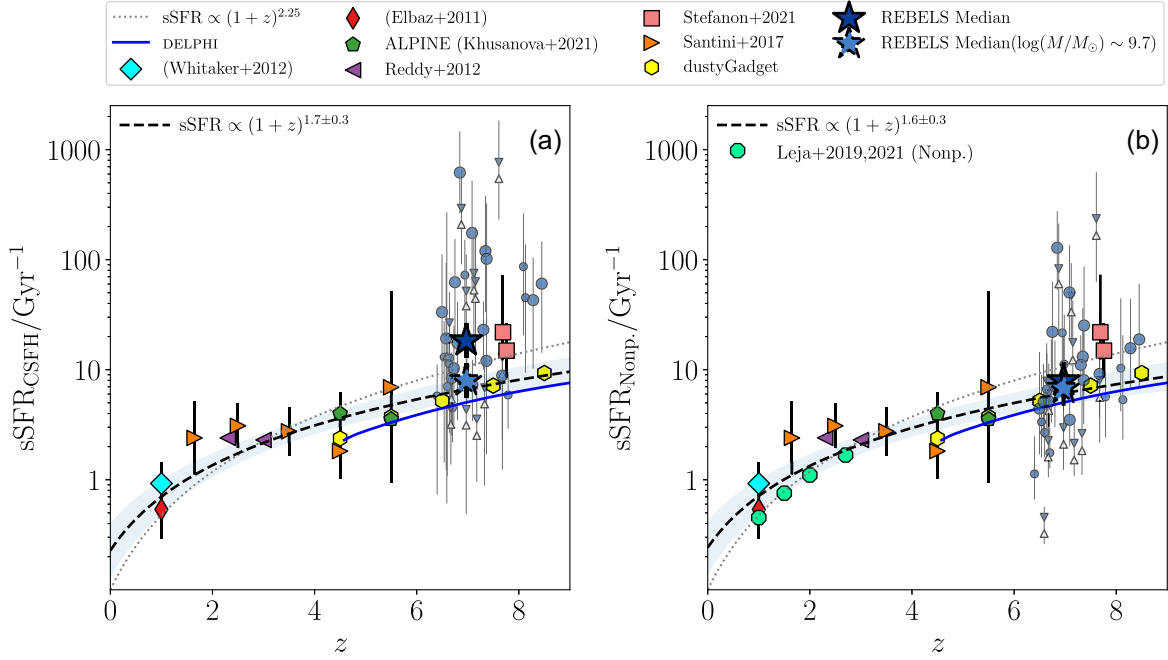 sSFR ∝ (1 + z)^2.25
DELPHI
(Whitaker+2012)
(Elbaz+2011)
ALPINE (Khusanova+2021)
Reddy+2012
Stefanon+2021
Santini+2017
dustyGadget
REBELS Median
REBELS Median(log(M/M⊙) ∼ 9.7)
sSFR ∝ (1 + z)^1.7±0.3
(a)
1000
100
10
1
sSFR_CSFH/Gyr^−1
0 2 4 6 8
z
sSFR ∝ (1 + z)^1.6±0.3
Leja+2019,2021 (Nonp.)
(b)
1000
100
10
1
sSFR_Nonp./Gyr^−1
0 2 4 6 8
z